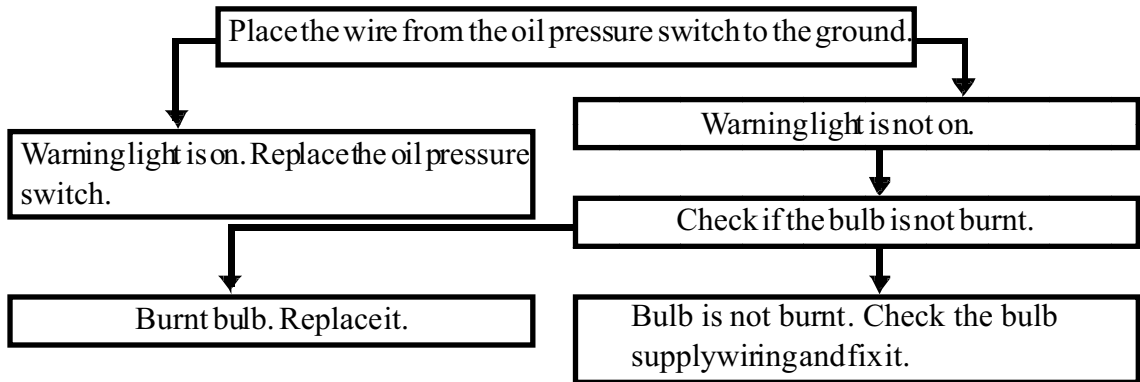 Place the wire from the oil pressure switch to the ground.
Warning light is not on.
Warning light is on. Replace the oil pressure
switch.
Check if the bulb is not burnt.
Burnt bulb. Replace it.
Bulb is not burnt. Check the bulb
supply wiring and fix it.